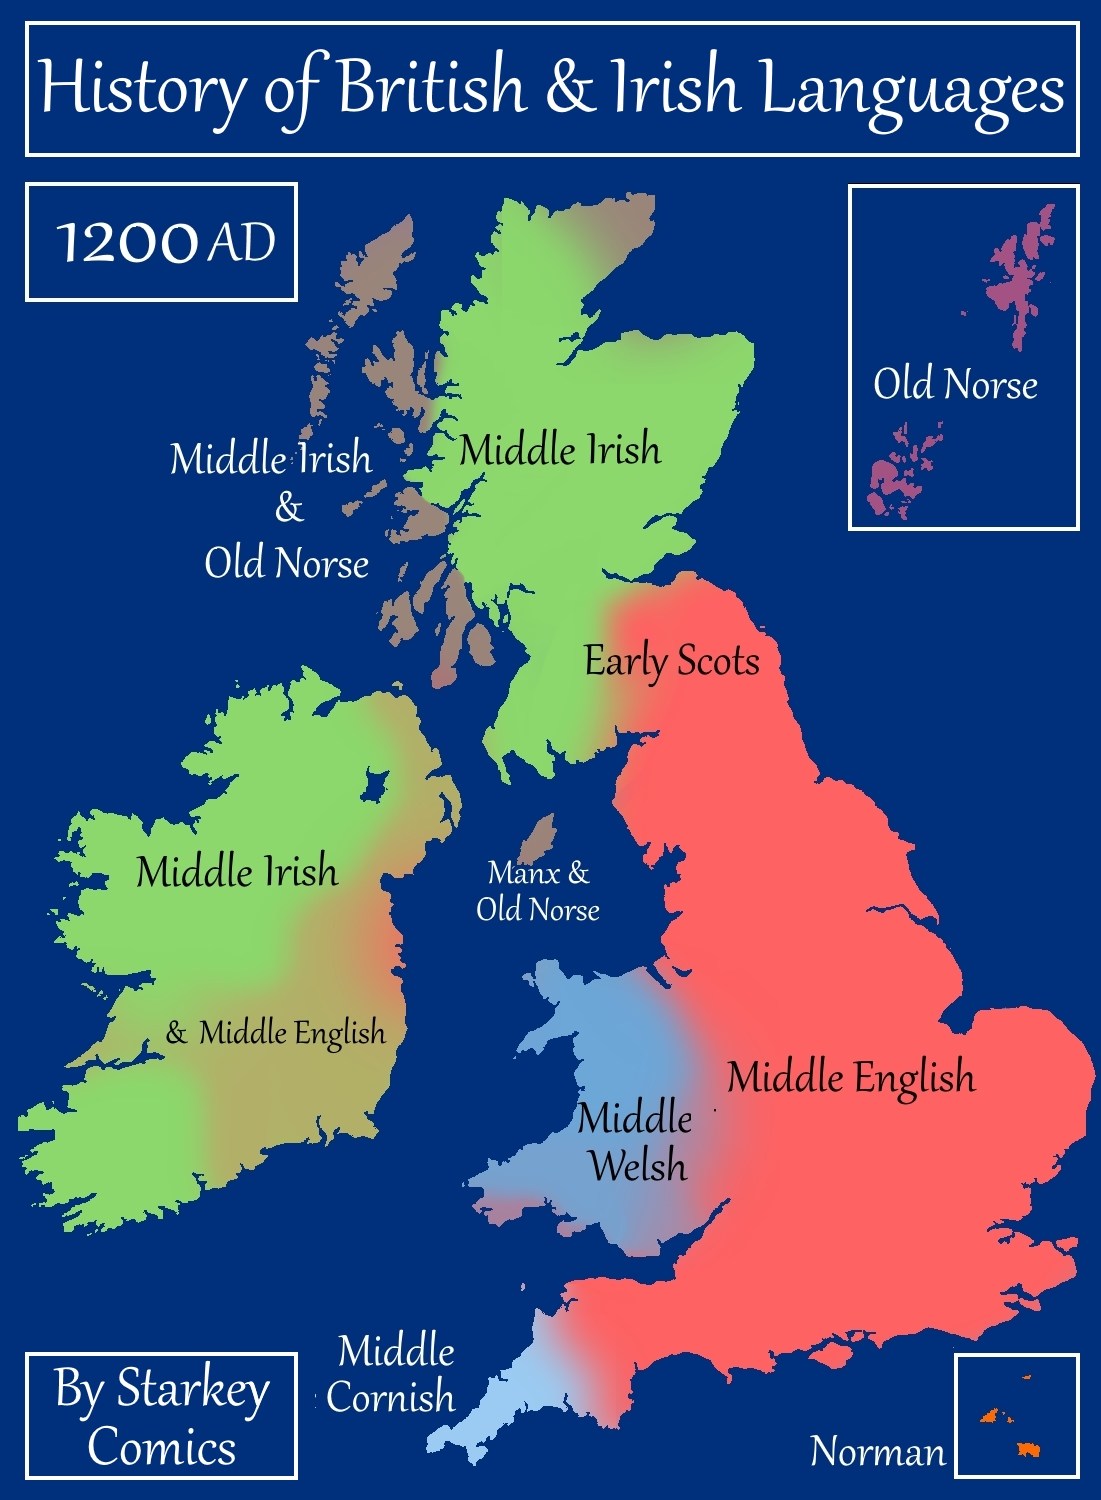 History of British & Irish Languages
1200 AD
Old Norse
Middle Irish
&
Old Norse
Middle Irish
Early Scots
Middle Irish
Manx &
Old Norse
& Middle English
Middle English
Middle
Welsh
Middle
Cornish
By Starkey
Comics
Norman